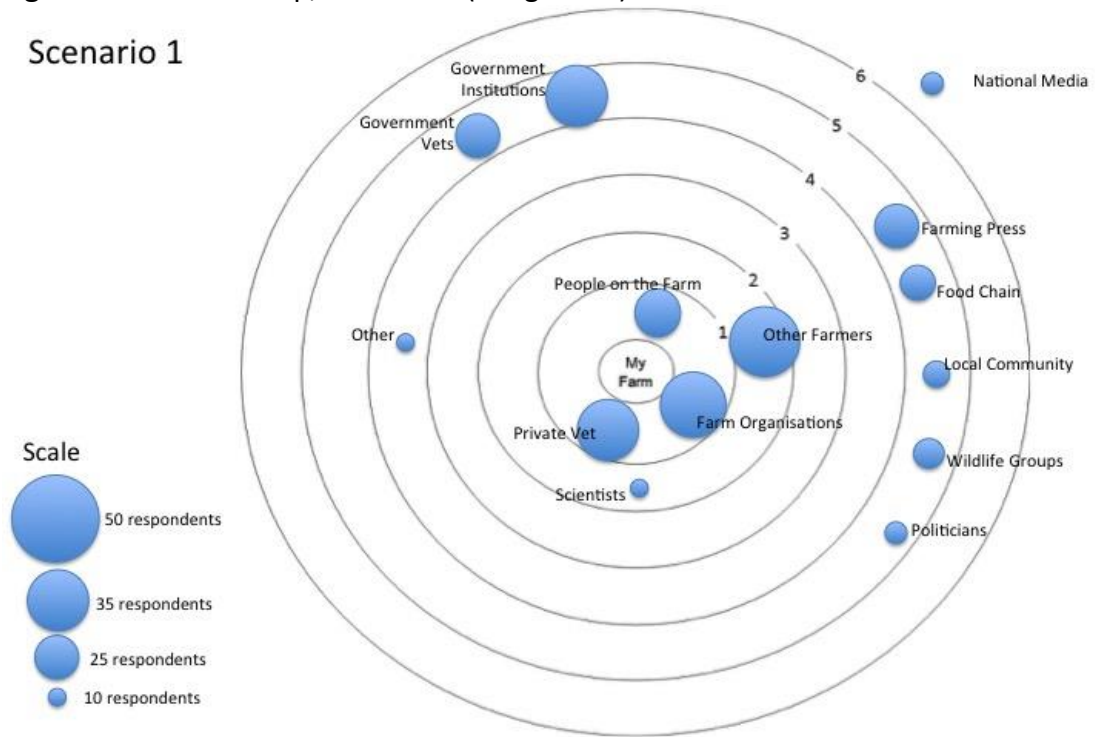 Scenario 1
6
National Media
Government
Institutions
5
Government
Vets
4
Farming Press
3
People on the Farm
2
Food Chain
Other
1
Other Farmers
My
Farm
Local Community
Farm Organisations
Private Vet
Wildlife Groups
Scientists
Politicians
Scale
50 respondents
35 respondents
25 respondents
10 respondents